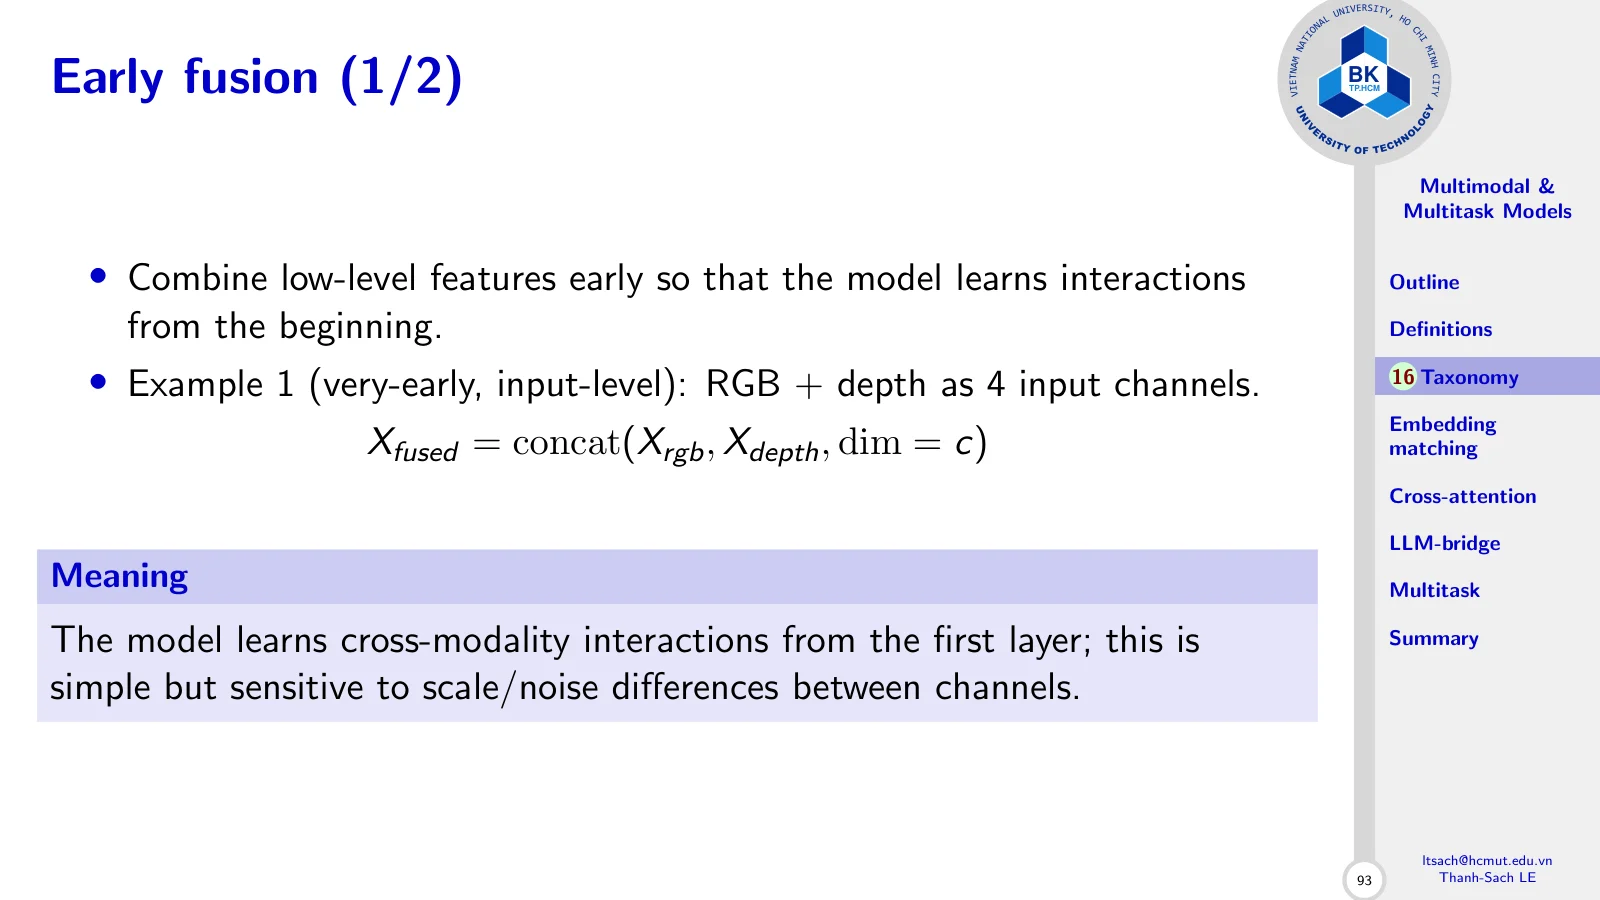 Early fusion (1/2)
• Combine low-level features early so that the model learns interactions
from the beginning.
• Example 1 (very-early, input-level): RGB + depth as 4 input channels.
X_fused = concat(X_rgb, X_depth, dim = c)
Meaning
The model learns cross-modality interactions from the first layer; this is
simple but sensitive to scale/noise differences between channels.
VIETNAM NATIONAL UNIVERSITY, HO CHI MINH CITY
BK
TP.HCM
UNIVERSITY OF TECHNOLOGY
Multimodal &
Multitask Models
Outline
Definitions
16 Taxonomy
Embedding
matching
Cross-attention
LLM-bridge
Multitask
Summary
ltsach@hcmut.edu.vn
Thanh-Sach LE
93